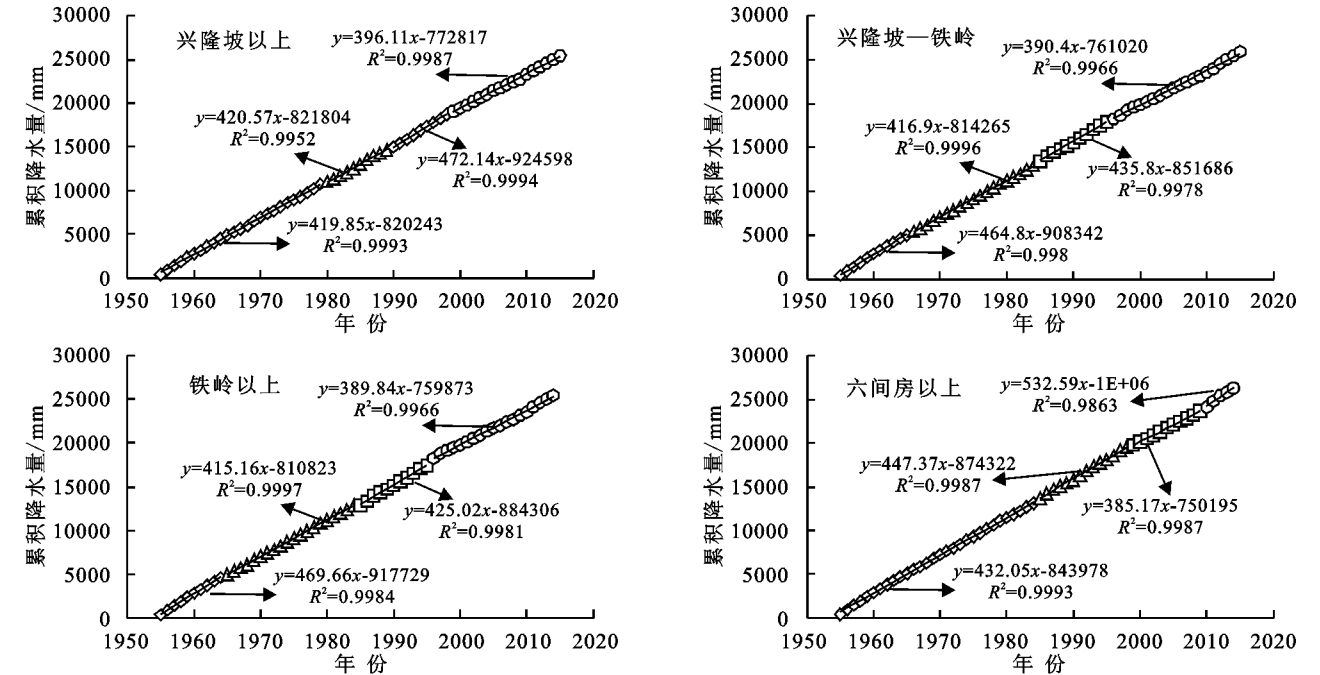 兴隆坡以上
累积降水量/mm
30000
25000
20000
15000
10000
5000
0
y=396.11x-772817
R²=0.9987
y=420.57x-821804
R²=0.9952
y=472.14x-924598
R²=0.9994
y=419.85x-820243
R²=0.9993
1950 1960 1970 1980 1990 2000 2010 2020
年 份
兴隆坡—铁岭
累积降水量/mm
30000
25000
20000
15000
10000
5000
0
y=390.4x-761020
R²=0.9966
y=416.9x-814265
R²=0.9996
y=435.8x-851686
R²=0.9978
y=464.8x-908342
R²=0.998
1950 1960 1970 1980 1990 2000 2010 2020
年 份
铁岭以上
累积降水量/mm
30000
25000
20000
15000
10000
5000
0
y=389.84x-759873
R²=0.9966
y=415.16x-810823
R²=0.9997
y=425.02x-884306
R²=0.9981
y=469.66x-917729
R²=0.9984
1950 1960 1970 1980 1990 2000 2010 2020
年 份
六间房以上
累积降水量/mm
30000
25000
20000
15000
10000
5000
0
y=532.59x-1E+06
R²=0.9863
y=447.37x-874322
R²=0.9987
y=385.17x-750195
R²=0.9987
y=432.05x-843978
R²=0.9993
1950 1960 1970 1980 1990 2000 2010 2020
年 份